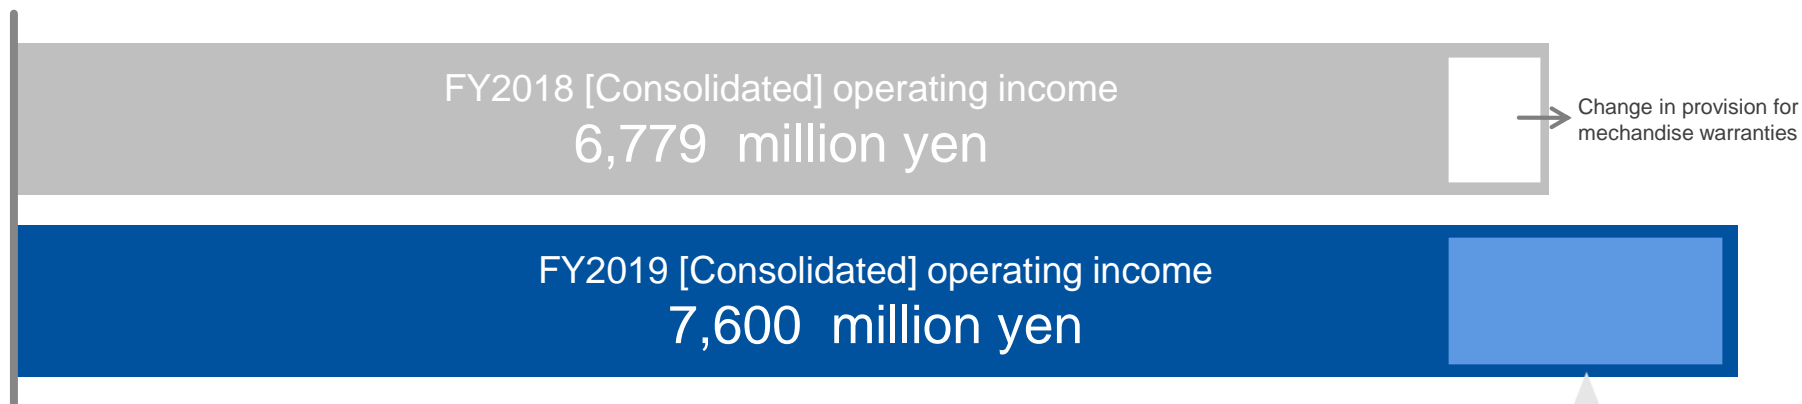 FY2018 [Consolidated] operating income
6,779 million yen
Change in provision for
mechandise warranties
FY2019 [Consolidated] operating income
7,600 million yen